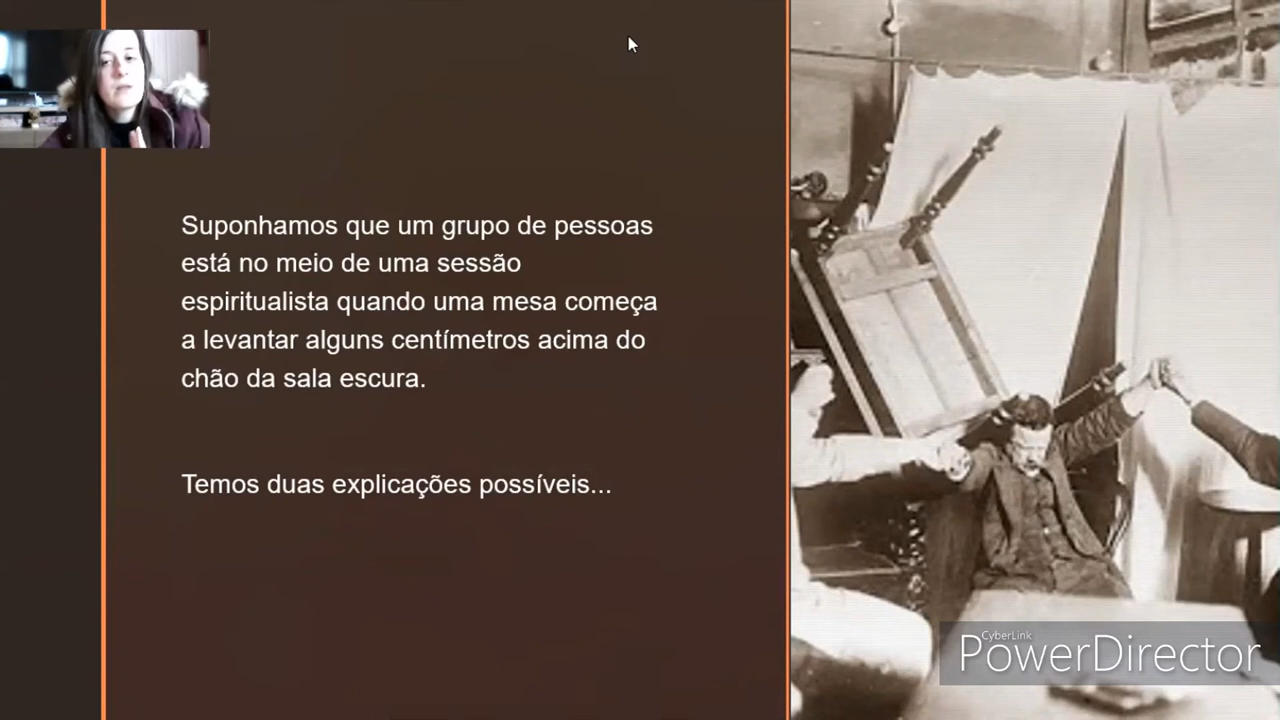 Suponhamos que um grupo de pessoas
está no meio de uma sessão
espiritualista quando uma mesa começa
a levantar alguns centímetros acima do
chão da sala escura.
Temos duas explicações possíveis...
CyberLink
PowerDirector